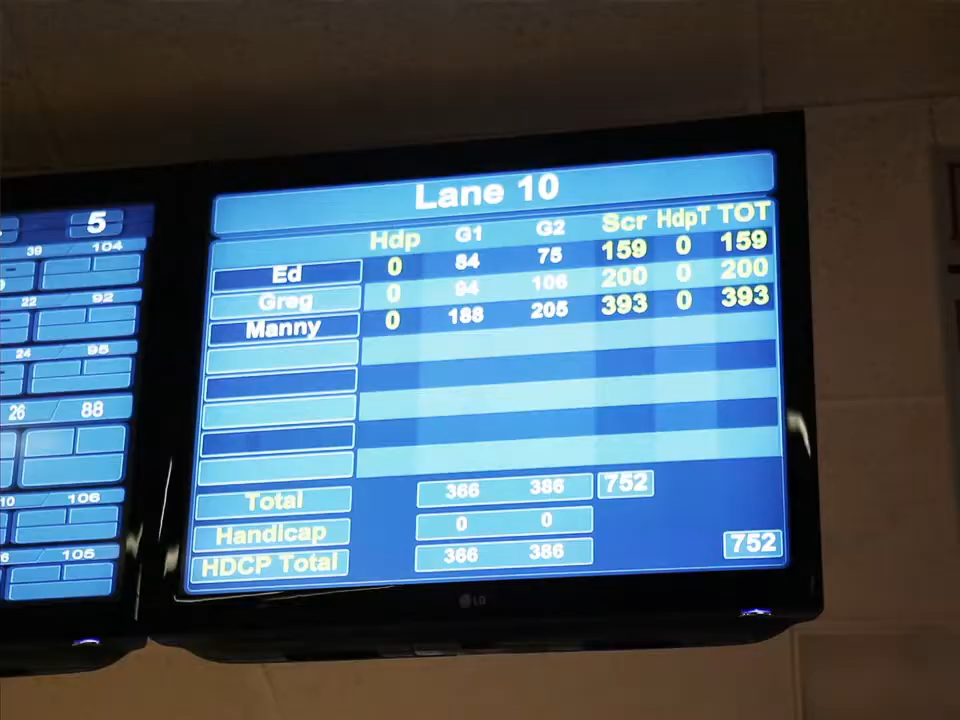 Lane 10
Hdp G1 G2 Scr HdpT TOT
Ed 0 84 75 159 0 159
Greg 0 94 106 200 0 200
Manny 0 188 205 393 0 393
Total 366 386 752
Handicap 0 0
HDCP Total 366 386 752
LG
5
39 104
22 92
24 95
26 88
10 106
105